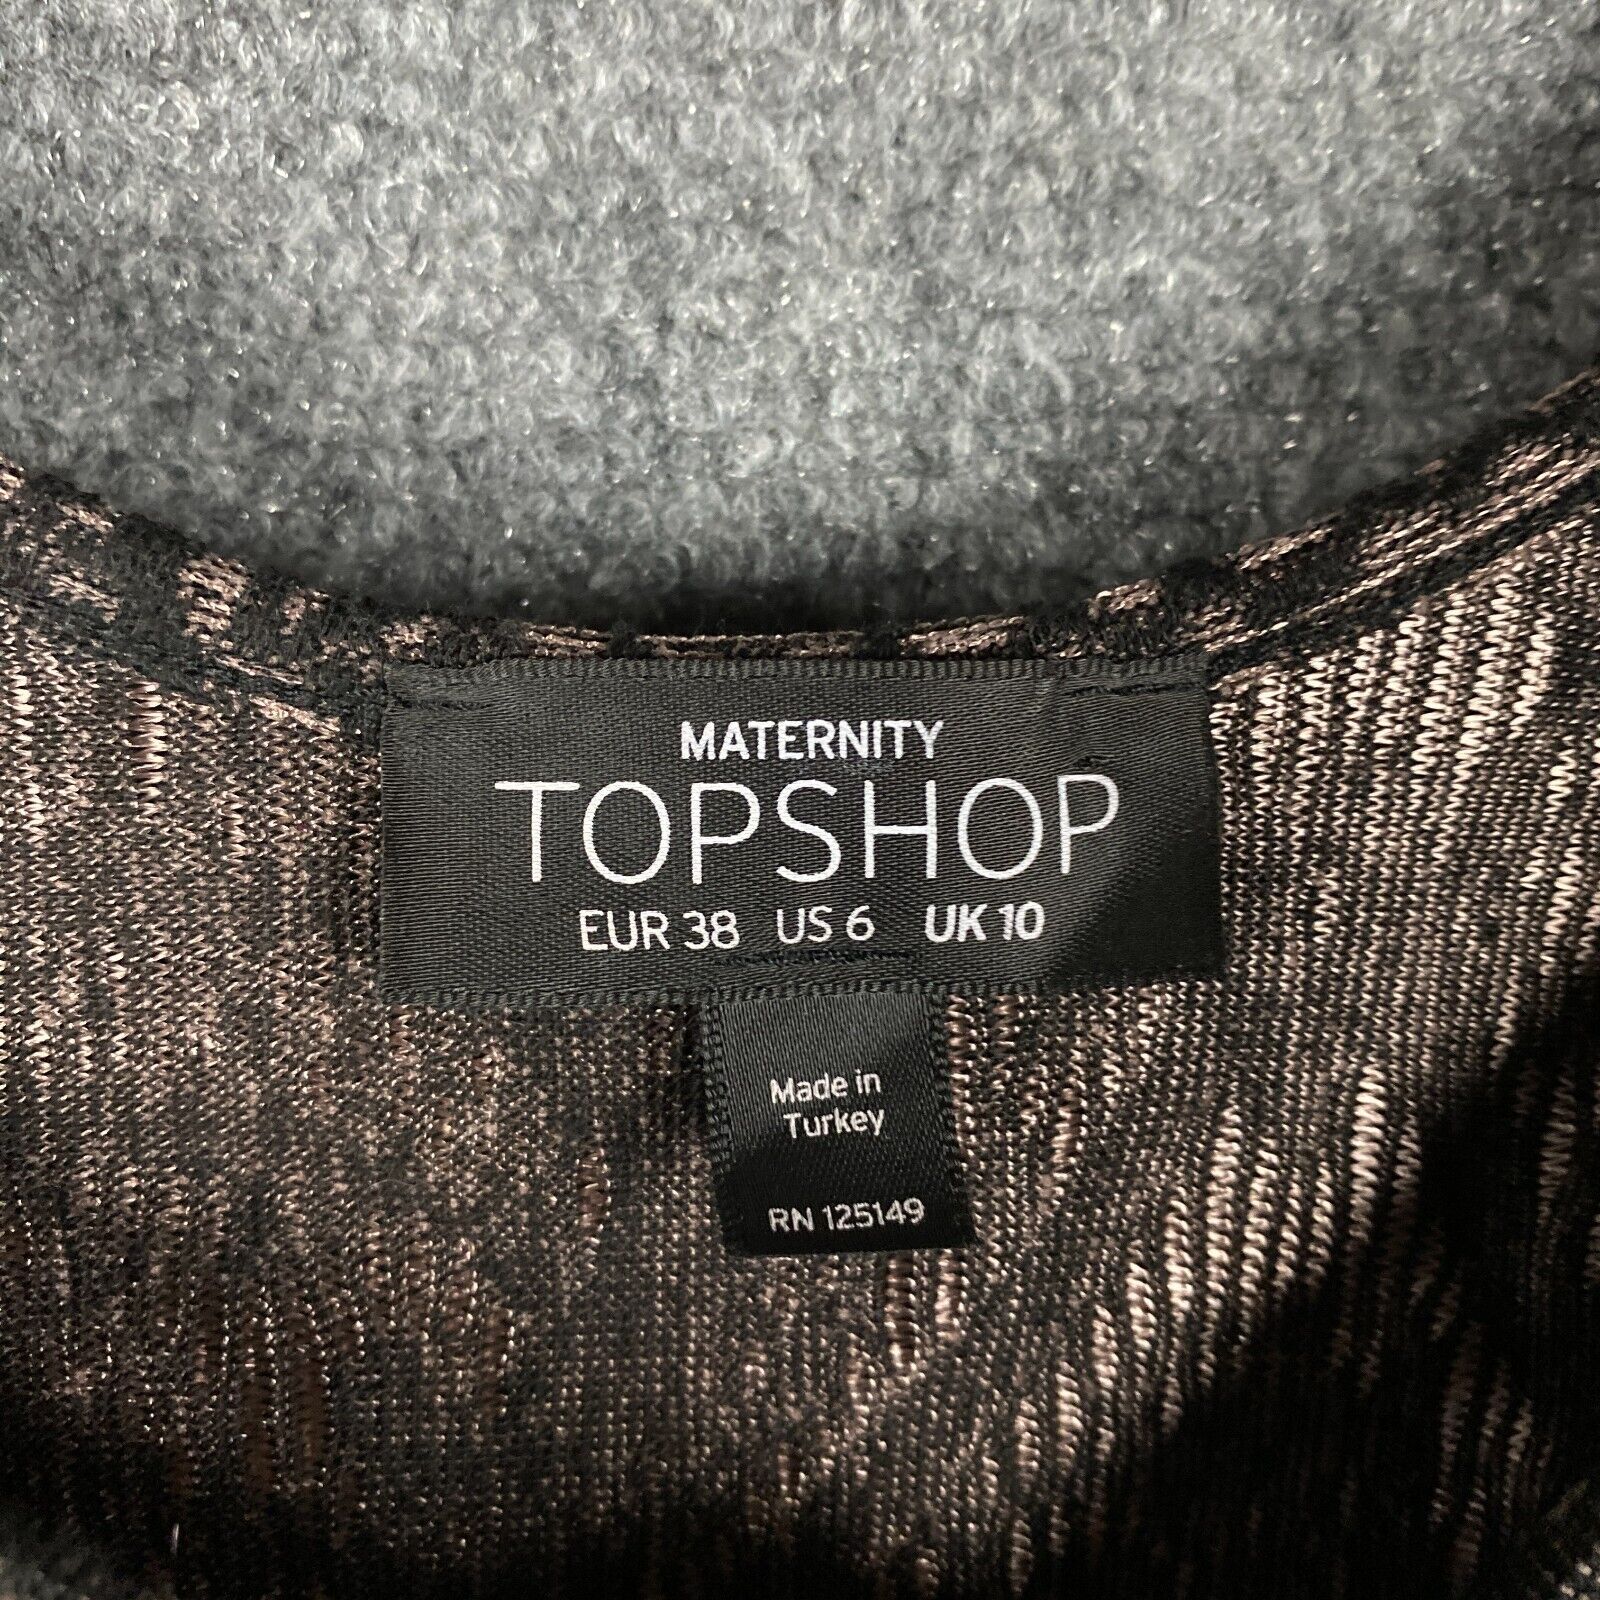 MATERNITY
TOPSHOP
EUR 38 US 6 UK 10
Made in
Turkey
RN 125149